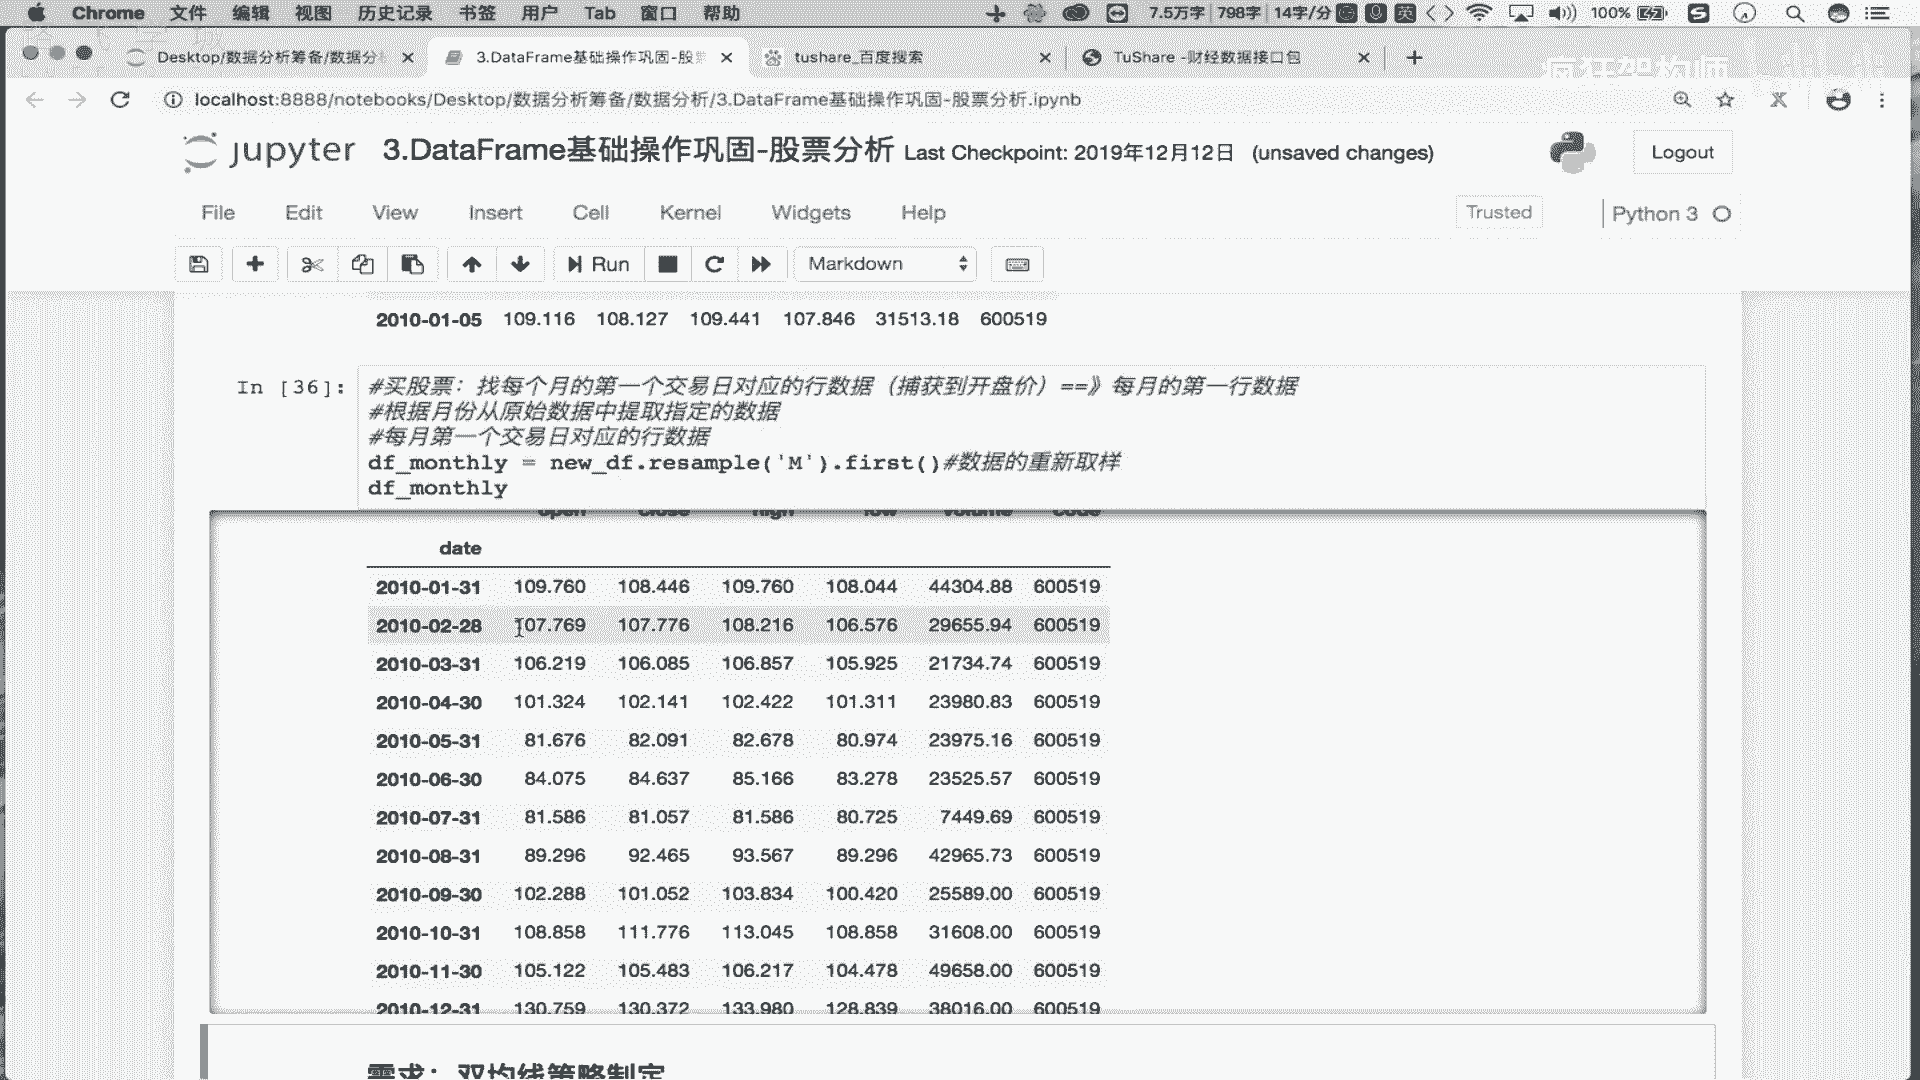 Chrome 文件 编辑 视图 历史记录 书签 用户 Tab 窗口 帮助 7.5万字 798字 14字/分 英 100%
Desktop/数据分析筹备/数据分 3.DataFrame基础操作巩固-股 tushare_百度搜索 TuShare -财经数据接口包
疯狂架构师
localhost:8888/notebooks/Desktop/数据分析筹备/数据分析/3.DataFrame基础操作巩固-股票分析.ipynb
jupyter 3.DataFrame基础操作巩固-股票分析 Last Checkpoint: 2019年12月12日 (unsaved changes) Logout
File Edit View Insert Cell Kernel Widgets Help Trusted Python 3
Run Markdown
2010-01-05 109.116 108.127 109.441 107.846 31513.18 600519
In [36]: #买股票：找每个月的第一个交易日对应的行数据（捕获到开盘价）==》每月的第一行数据
#根据月份从原始数据中提取指定的数据
#每月第一个交易日对应的行数据
df_monthly = new_df.resample('M').first()#数据的重新取样
df_monthly
open close high low volume code
date
2010-01-31 109.760 108.446 109.760 108.044 44304.88 600519
2010-02-28 107.769 107.776 108.216 106.576 29655.94 600519
2010-03-31 106.219 106.085 106.857 105.925 21734.74 600519
2010-04-30 101.324 102.141 102.422 101.311 23980.83 600519
2010-05-31 81.676 82.091 82.678 80.974 23975.16 600519
2010-06-30 84.075 84.637 85.166 83.278 23525.57 600519
2010-07-31 81.586 81.057 81.586 80.725 7449.69 600519
2010-08-31 89.296 92.465 93.567 89.296 42965.73 600519
2010-09-30 102.288 101.052 103.834 100.420 25589.00 600519
2010-10-31 108.858 111.776 113.045 108.858 31608.00 600519
2010-11-30 105.122 105.483 106.217 104.478 49658.00 600519
2010-12-31 130.759 130.372 133.980 128.839 38016.00 600519
需求：双均线策略制定